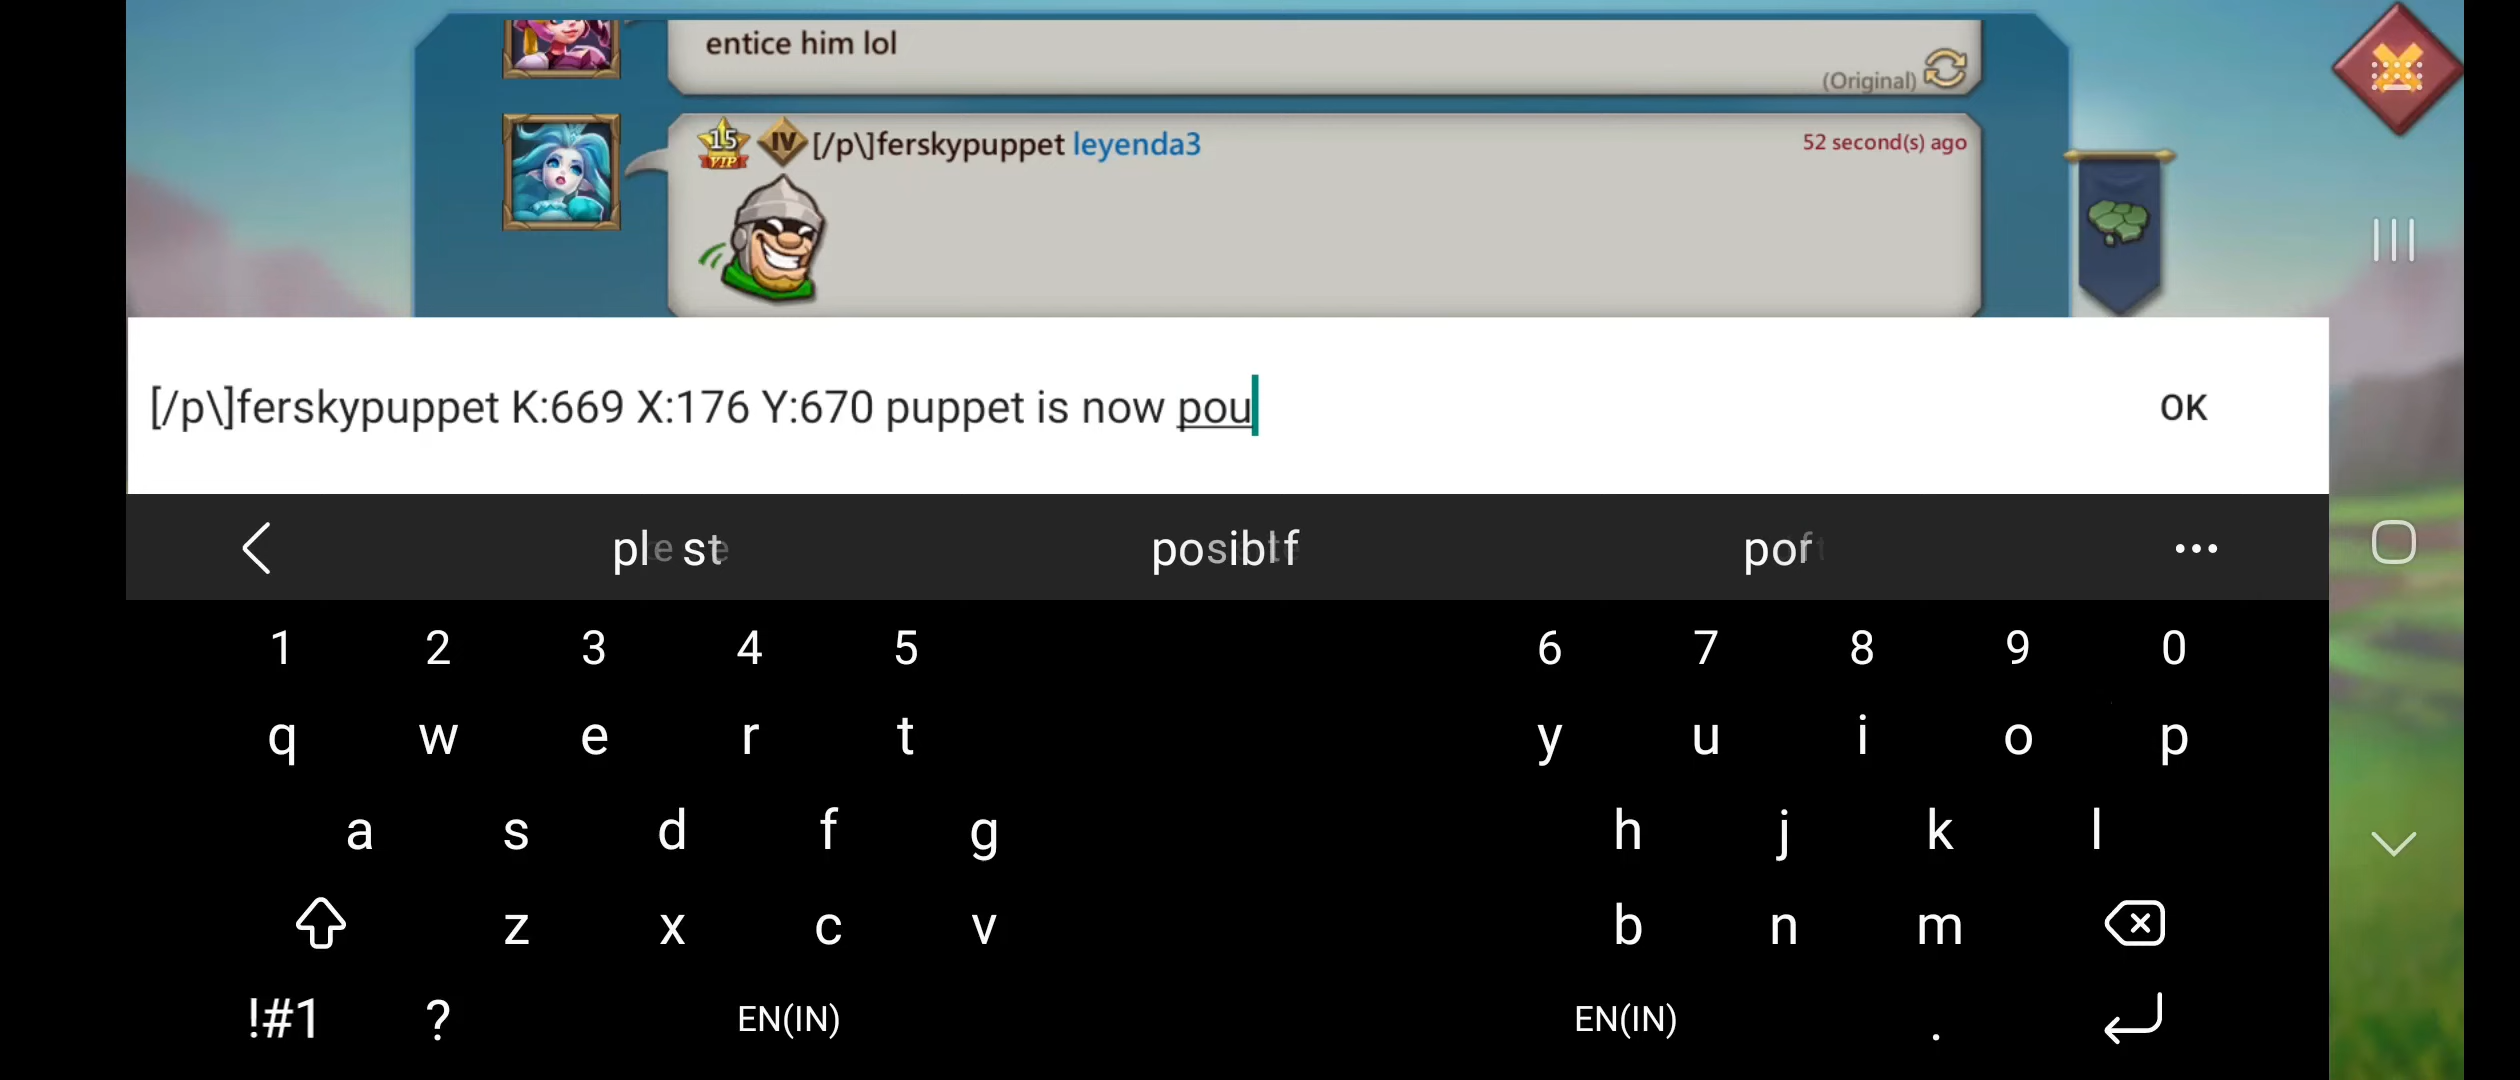 entice him lol
(Original)
15 VIP IV [/p\]ferskypuppet leyenda3 52 second(s) ago
[/p\]ferskypuppet K:669 X:176 Y:670 puppet is now pou OK
1 2 3 4 5 6 7 8 9 0
q w e r t y u i o p
a s d f g h j k l
z x c v b n m
!#1 ? EN(IN) EN(IN) .